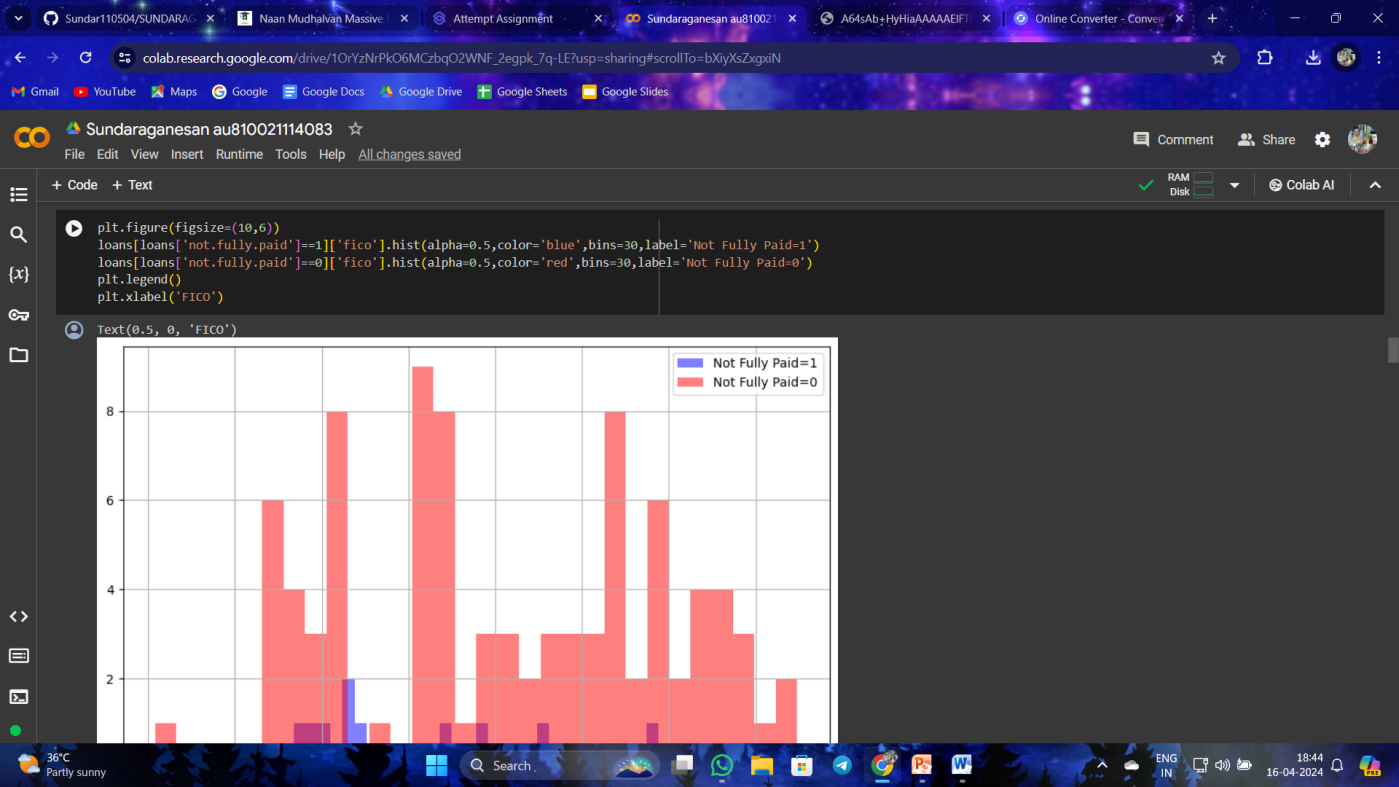 Sundar110504/SUNDARAG
Naan Mudhalvan Massive
Attempt Assignment
Sundaraganesan au810021
A64sAb+HyHiaAAAAAElFT
Online Converter - Conver
colab.research.google.com/drive/1OrYzNrPkO6MCzbqO2WNF_2egpk_7q-LE?usp=sharing#scrollTo=bXiyXsZxgxiN
Gmail YouTube Maps Google Google Docs Google Drive Google Sheets Google Slides
Sundaraganesan au810021114083
File Edit View Insert Runtime Tools Help All changes saved
Comment Share
+ Code + Text
RAM
Disk
Colab AI
{x}
plt.figure(figsize=(10,6))
loans[loans['not.fully.paid']==1]['fico'].hist(alpha=0.5,color='blue',bins=30,label='Not Fully Paid=1')
loans[loans['not.fully.paid']==0]['fico'].hist(alpha=0.5,color='red',bins=30,label='Not Fully Paid=0')
plt.legend()
plt.xlabel('FICO')
Text(0.5, 0, 'FICO')
Not Fully Paid=1
Not Fully Paid=0
8
6
4
2
36°C
Partly sunny
Search
ENG
IN
18:44
16-04-2024
PRE